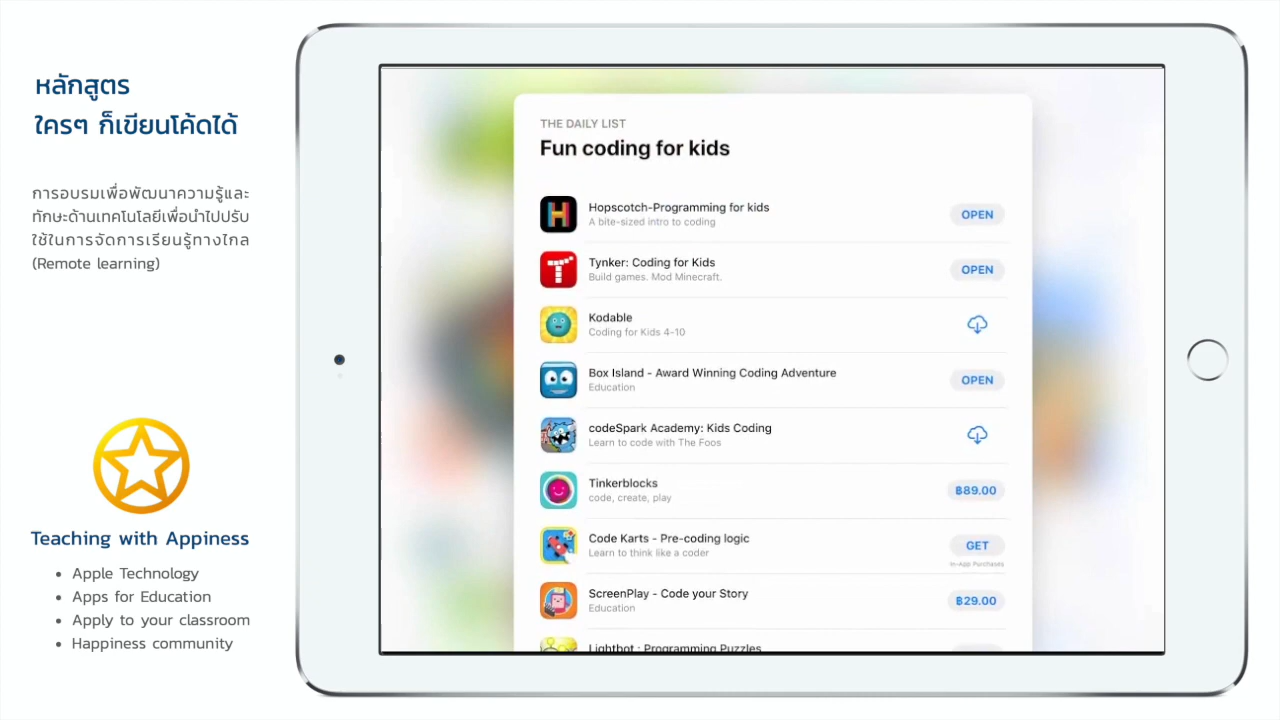 หลักสูตร
ใครๆ ก็เขียนโค้ดได้
การอบรมเพื่อพัฒนาความรู้และ
ทักษะด้านเทคโนโลยีเพื่อนำไปปรับ
ใช้ในการจัดการเรียนรู้ทางไกล
(Remote learning)
Teaching with Appiness
• Apple Technology
• Apps for Education
• Apply to your classroom
• Happiness community
THE DAILY LIST
Fun coding for kids
Hopscotch-Programming for kids
A bite-sized intro to coding
OPEN
Tynker: Coding for Kids
Build games. Mod Minecraft.
OPEN
Kodable
Coding for Kids 4-10
Box Island - Award Winning Coding Adventure
Education
OPEN
codeSpark Academy: Kids Coding
Learn to code with The Foos
Tinkerblocks
code, create, play
฿89.00
Code Karts - Pre-coding logic
Learn to think like a coder
GET
In-App Purchases
ScreenPlay - Code your Story
Education
฿29.00
Lightbot : Programming Puzzles